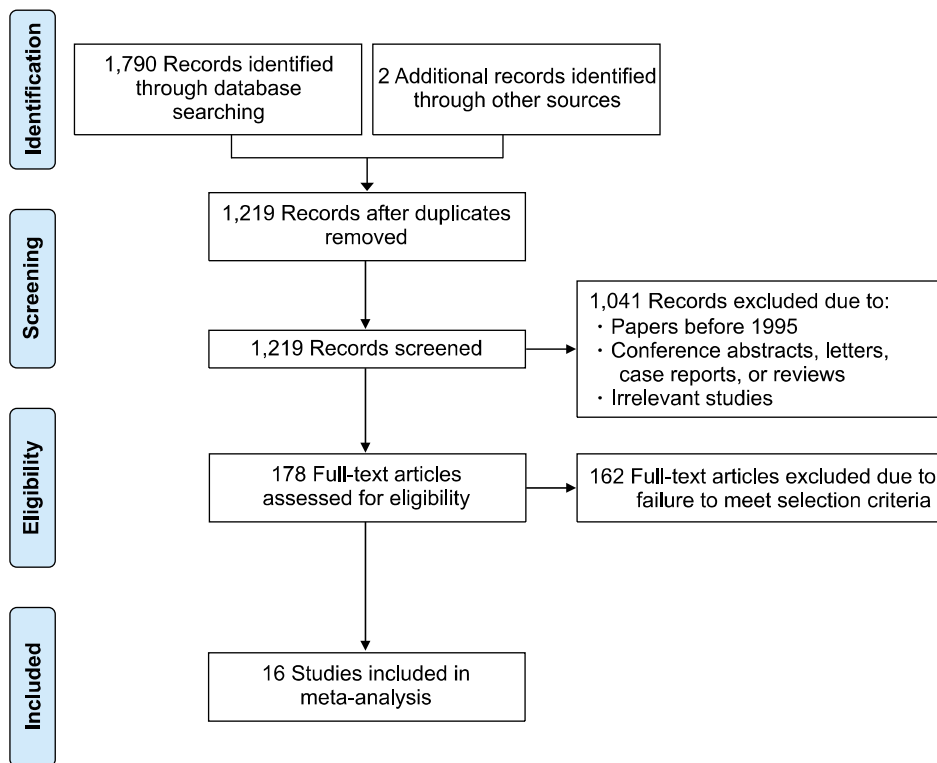 Identification
1,790 Records identified
through database
searching
2 Additional records identified
through other sources
Screening
1,219 Records after duplicates
removed
1,219 Records screened
1,041 Records excluded due to:
· Papers before 1995
· Conference abstracts, letters,
case reports, or reviews
· Irrelevant studies
Eligibility
178 Full-text articles
assessed for eligibility
162 Full-text articles excluded due to
failure to meet selection criteria
Included
16 Studies included in
meta-analysis